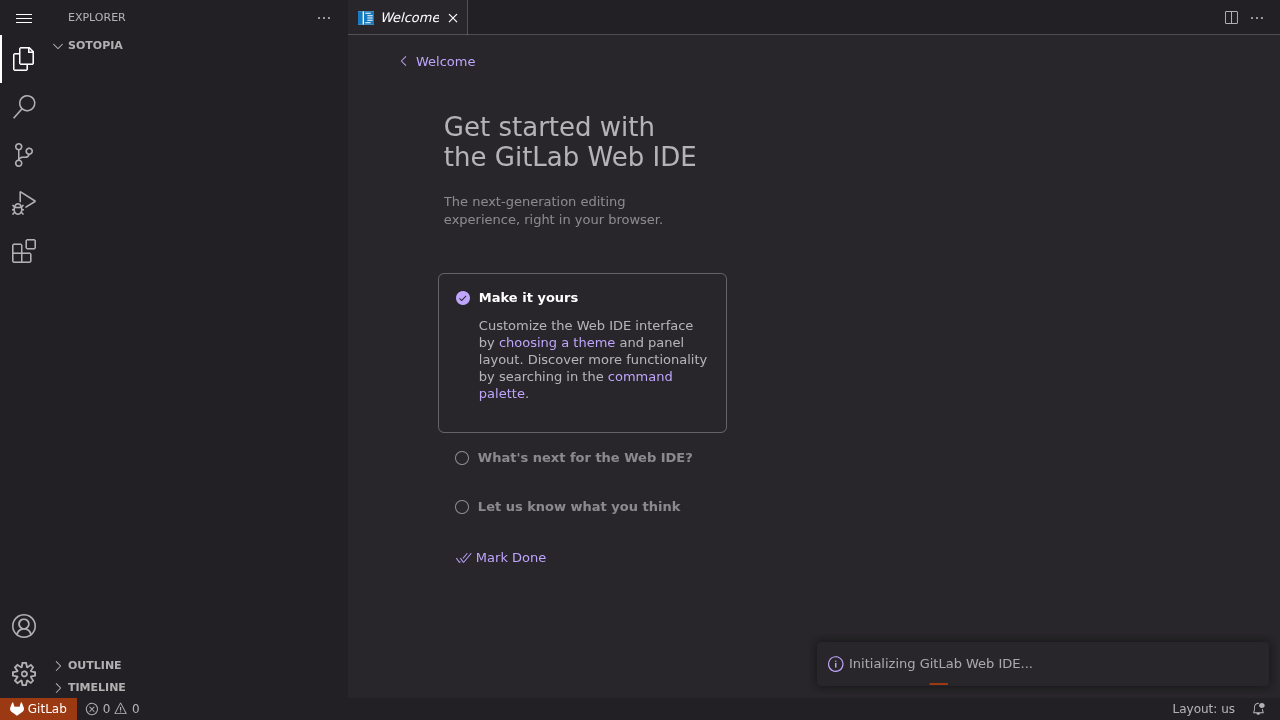 EXPLORER
SOTOPIA
OUTLINE
TIMELINE
Welcome
Welcome
Get started with
the GitLab Web IDE
The next-generation editing
experience, right in your browser.
Make it yours
Customize the Web IDE interface
by choosing a theme and panel
layout. Discover more functionality
by searching in the command
palette.
What's next for the Web IDE?
Let us know what you think
Mark Done
Initializing GitLab Web IDE...
GitLab 0 0 Layout: us